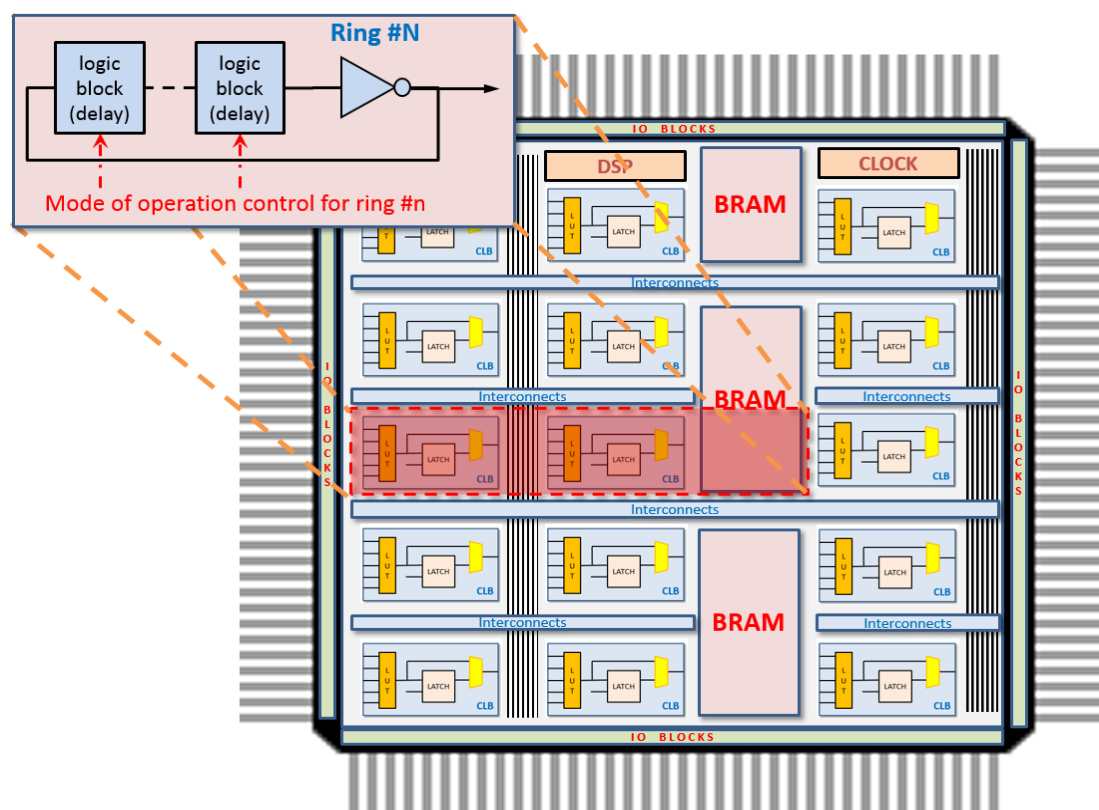 Ring #N
logic
block
(delay)
logic
block
(delay)
Mode of operation control for ring #n
IO BLOCKS
DSP
BRAM
CLOCK
CLB
LUT
LATCH
CLB
LUT
LATCH
CLB
Interconnects
LUT
LATCH
CLB
LUT
LATCH
CLB
BRAM
LUT
LATCH
CLB
IO BLOCKS
IO BLOCKS
Interconnects
Interconnects
LUT
LATCH
CLB
LUT
LATCH
CLB
LUT
LATCH
CLB
Interconnects
LUT
LATCH
CLB
LUT
LATCH
CLB
BRAM
LUT
LATCH
CLB
Interconnects
Interconnects
LUT
LATCH
CLB
LUT
LATCH
CLB
LUT
LATCH
CLB
IO BLOCKS